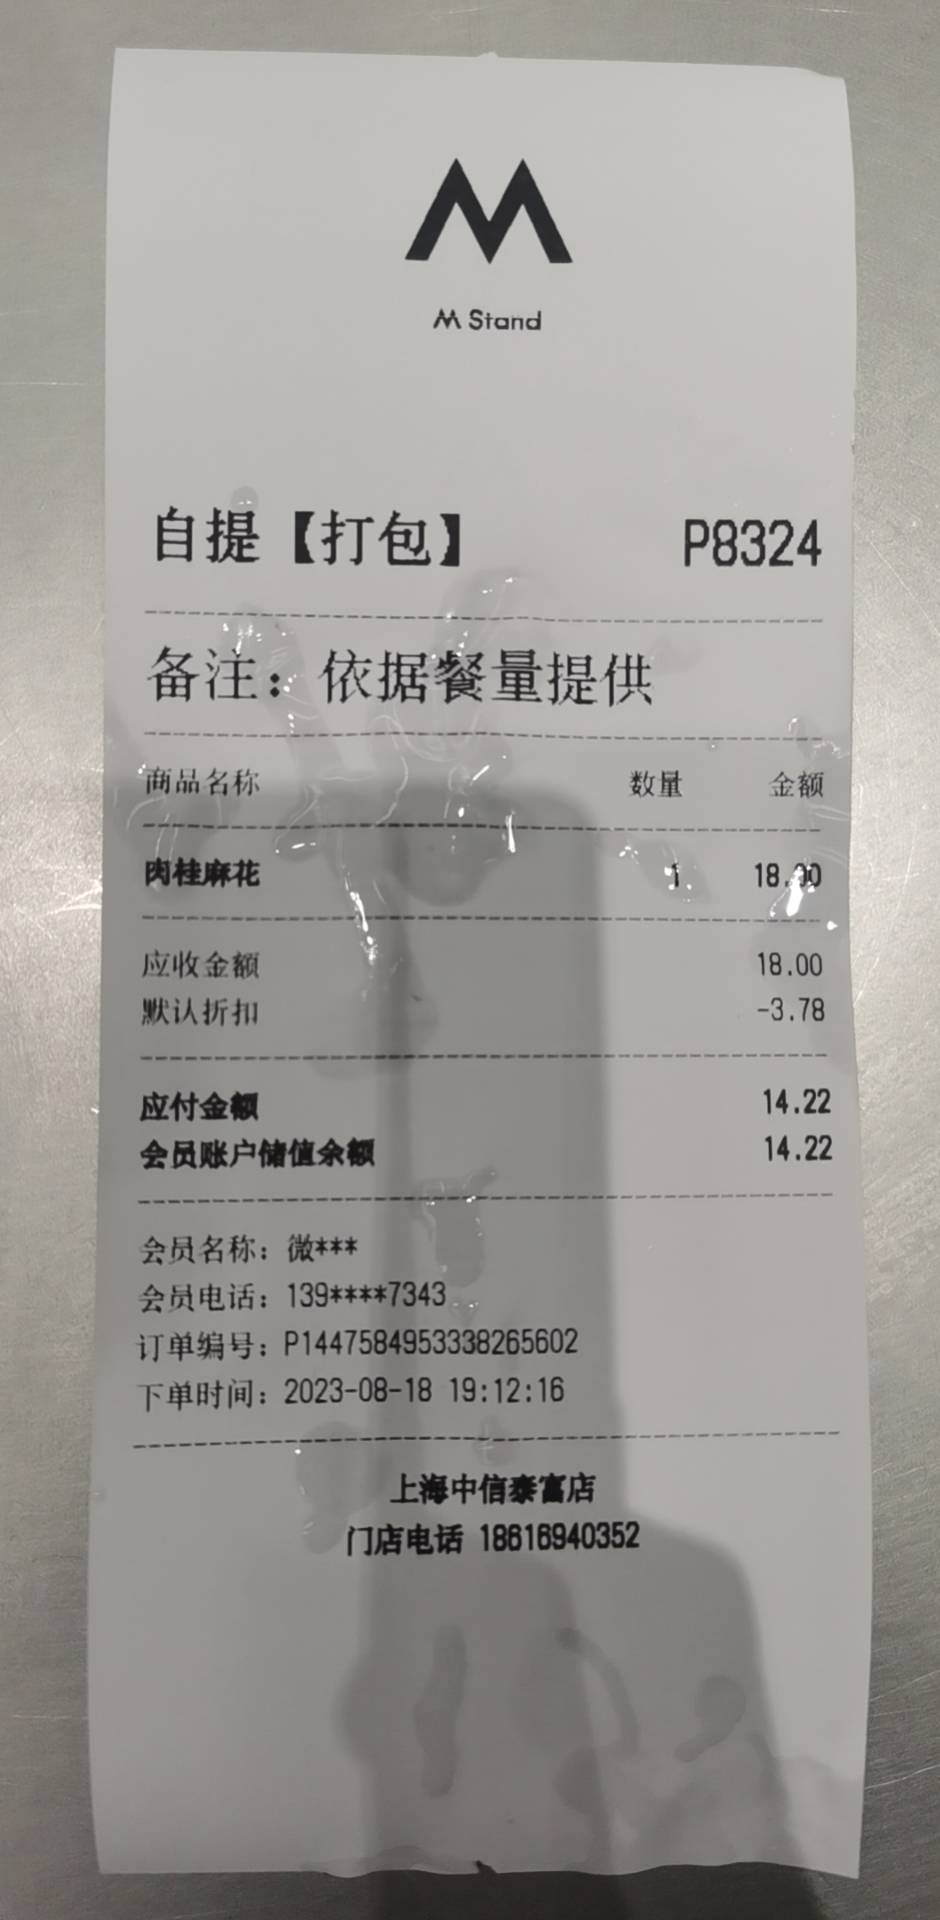 M
M Stand
自提【打包】 P8324
备注：依据餐量提供
商品名称 数量 金额
肉桂麻花 1 18.00
应收金额 18.00
默认折扣 -3.78
应付金额 14.22
会员账户储值余额 14.22
会员名称：微***
会员电话：139****7343
订单编号：P1447584953338265602
下单时间：2023-08-18 19:12:16
上海中信泰富店
门店电话 18616940352